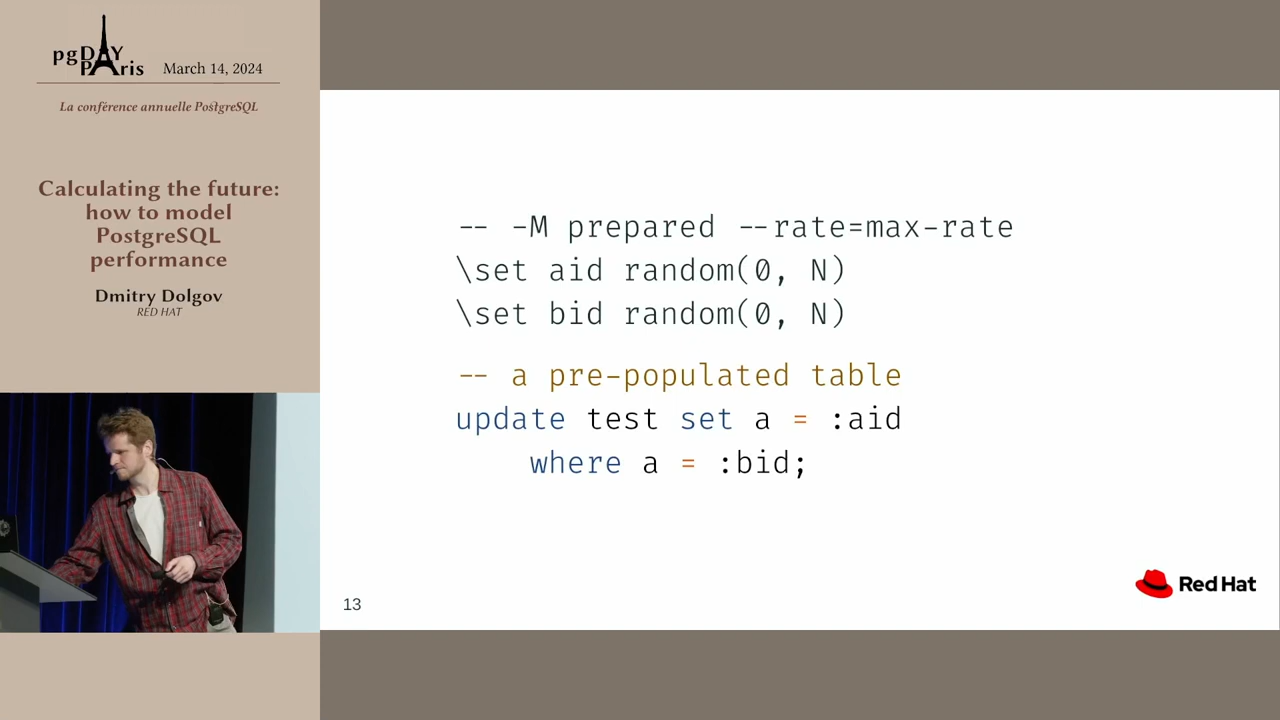 pgDAY
PAris
March 14, 2024
La conférence annuelle PostgreSQL
Calculating the future:
how to model
PostgreSQL
performance
Dmitry Dolgov
RED HAT
-- -M prepared --rate=max-rate
\set aid random(0, N)
\set bid random(0, N)
-- a pre-populated table
update test set a = :aid
    where a = :bid;
13
Red Hat